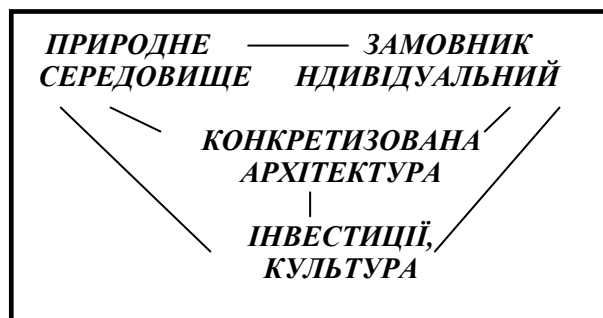 ПРИРОДНЕ ЗАМОВНИК
СЕРЕДОВИЩЕ НДИВІДУАЛЬНИЙ
КОНКРЕТИЗОВАНА
АРХІТЕКТУРА
ІНВЕСТИЦІЇ,
КУЛЬТУРА